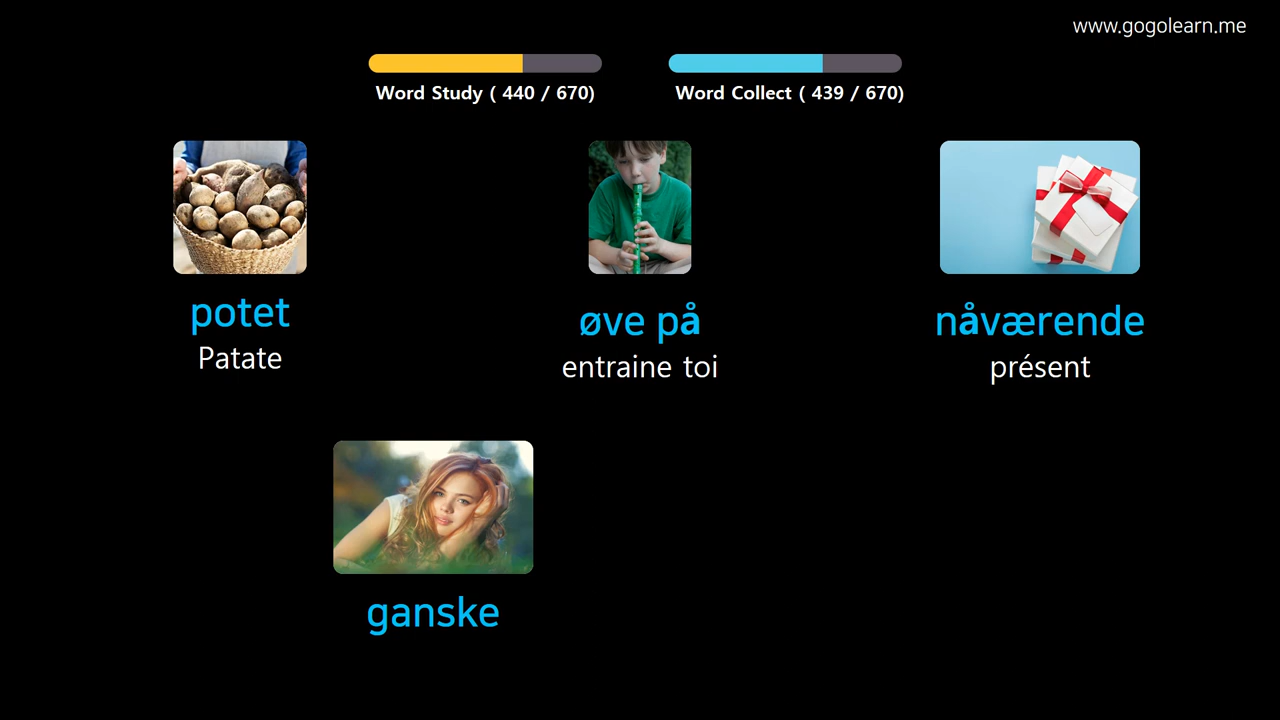 www.gogolearn.me
Word Study ( 440 / 670)
Word Collect ( 439 / 670)
potet
Patate
øve på
entraine toi
nåværende
présent
ganske